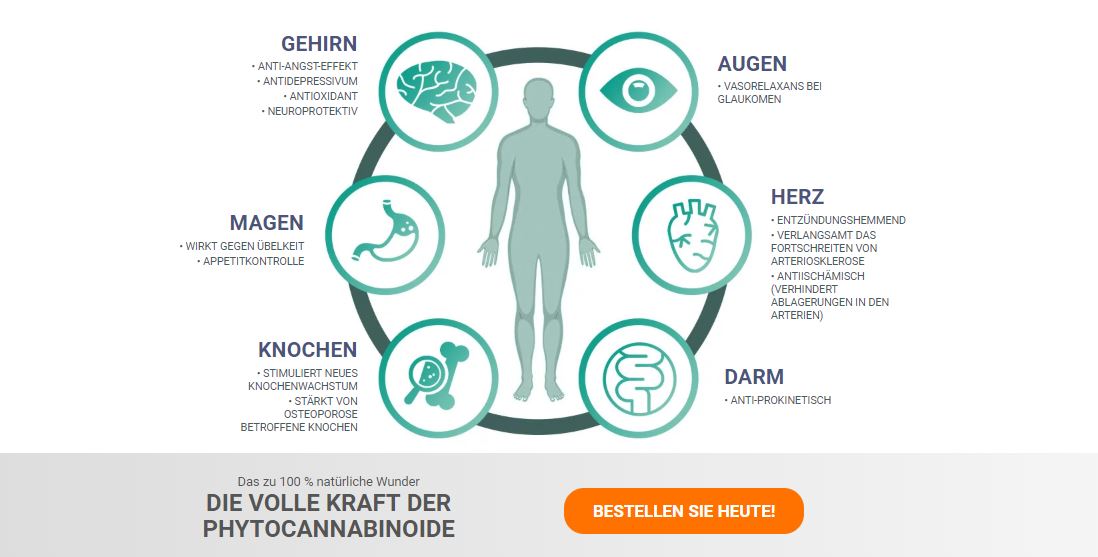 GEHIRN
• ANTI-ANGST-EFFEKT
• ANTIDEPRESSIVUM
• ANTIOXIDANT
• NEUROPROTEKTIV
AUGEN
• VASORELAXANS BEI
GLAUKOMEN
MAGEN
• WIRKT GEGEN ÜBELKEIT
• APPETITKONTROLLE
HERZ
• ENTZÜNDUNGSHEMMEND
• VERLANGSAMT DAS
FORTSCHREITEN VON
ARTERIOSKLEROSE
• ANTIISCHÄMISCH
(VERHINDERT
ABLAGERUNGEN IN DEN
ARTERIEN)
KNOCHEN
• STIMULIERT NEUES
KNOCHENWACHSTUM
• STÄRKT VON
OSTEOPOROSE
BETROFFENE KNOCHEN
DARM
• ANTI-PROKINETISCH
Das zu 100 % natürliche Wunder
DIE VOLLE KRAFT DER
PHYTOCANNABINOIDE
BESTELLEN SIE HEUTE!